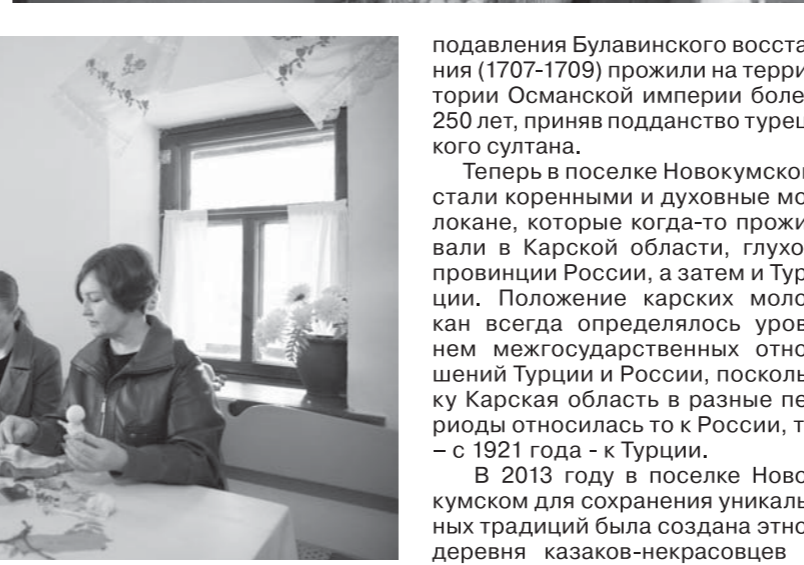 подавления Булавинского восста
ния (1707-1709) прожили на терри
тории Османской империи боле
250 лет, приняв подданство турец
кого султана.
Теперь в поселке Новокумском
стали коренными и духовные мо
локане, которые когда-то прожи
вали в Карской области, глухо
провинции России, а затем и Тур
ции. Положение карских моло
кан всегда определялось уров
нем межгосударственных отно
шений Турции и России, посколь
ку Карская область в разные пе
риоды относилась то к России, т
– с 1921 года - к Турции.
В 2013 году в поселке Ново
кумском для сохранения уникаль
ных традиций была создана этно
деревня казаков-некрасовцев